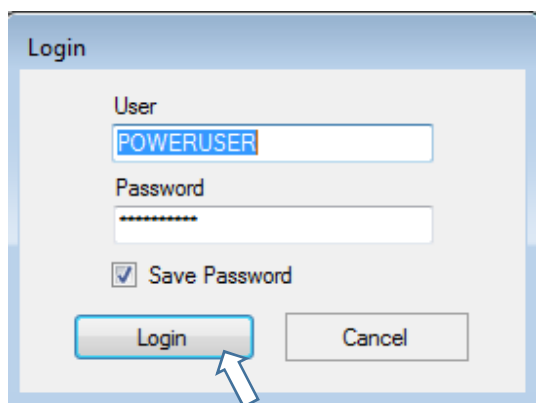 Login
User
POWERUSER
Password
**********
Save Password
Login Cancel